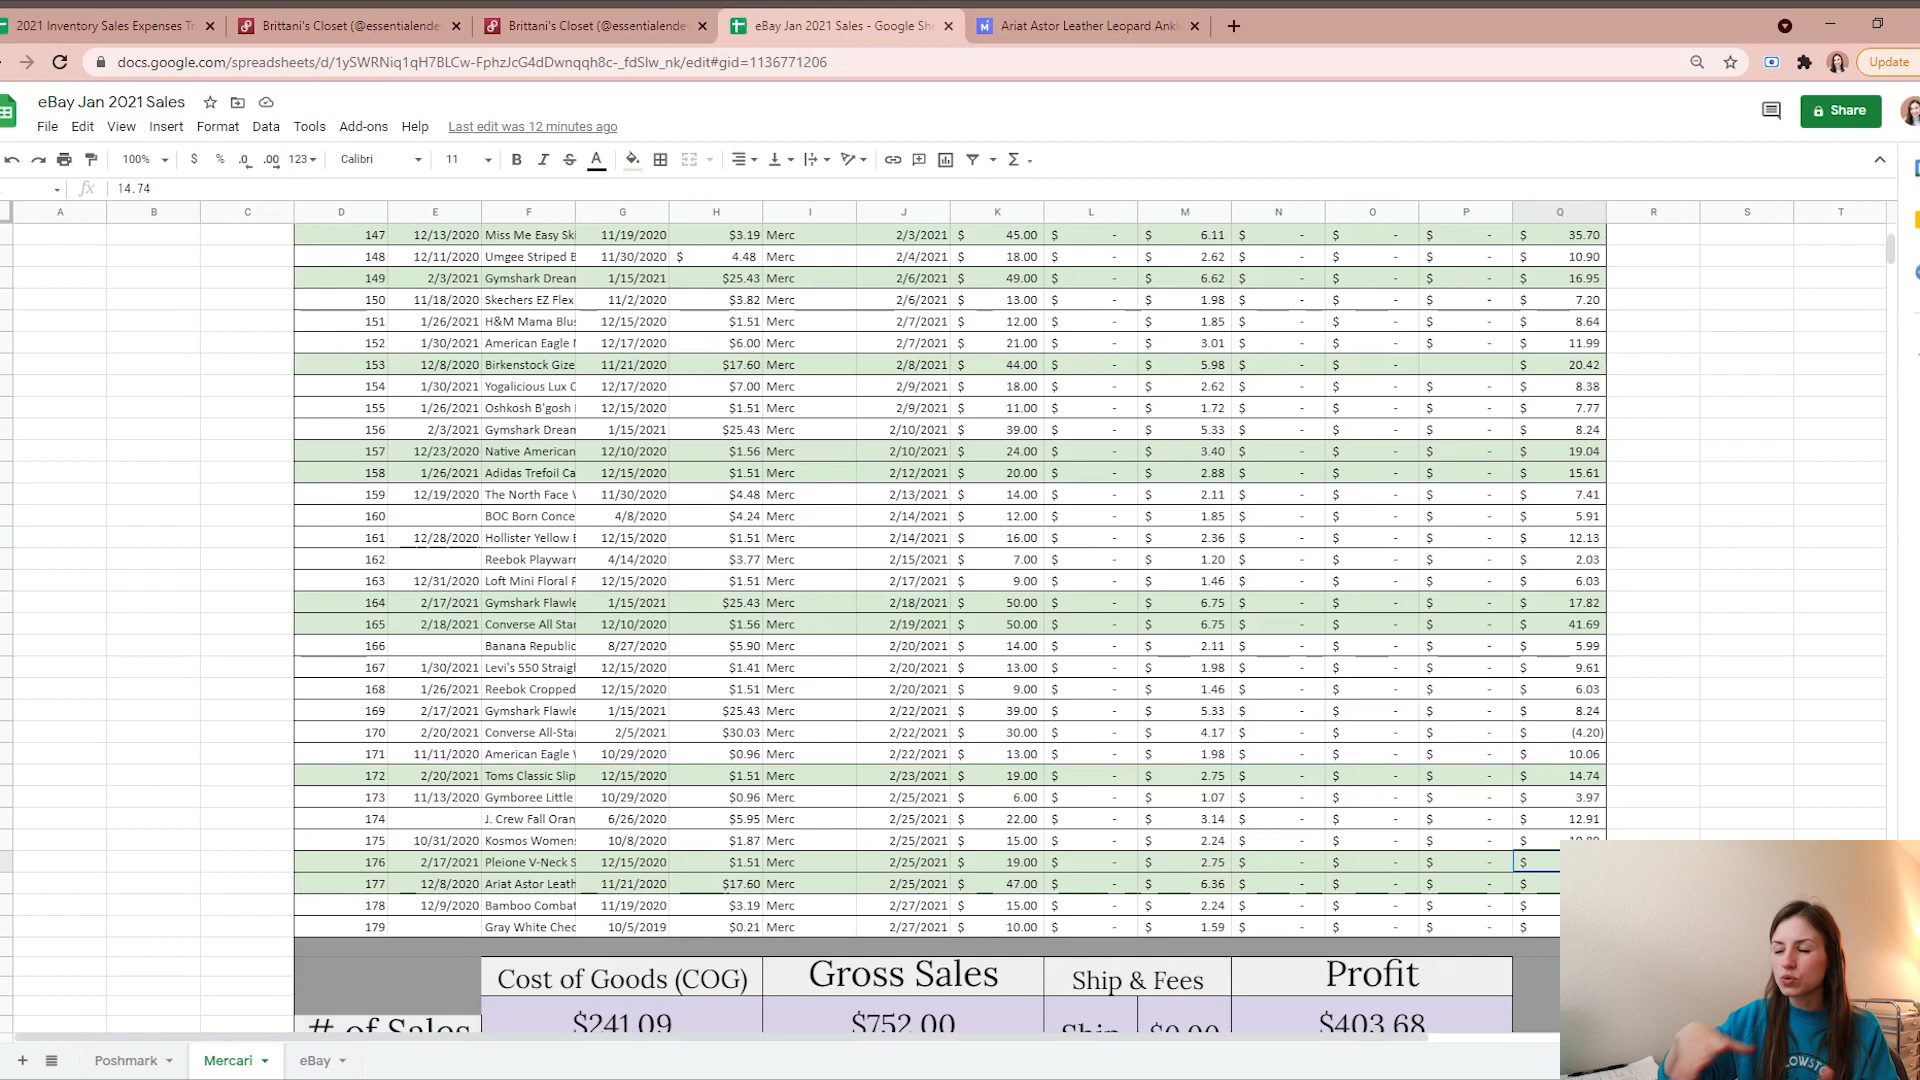 2021 Inventory Sales Expenses Tr
Brittani's Closet (@essentialende
Brittani's Closet (@essentialende
eBay Jan 2021 Sales - Google She
Ariat Astor Leather Leopard Ankl
docs.google.com/spreadsheets/d/1ySWRNiq1qH7BLCw-FphzJcG4dDwnqqh8c-_fdSlw_nk/edit#gid=1136771206
Update
eBay Jan 2021 Sales
File Edit View Insert Format Data Tools Add-ons Help Last edit was 12 minutes ago
Share
100% $ % .0 .00 123 Calibri 11 B I S A Σ
fx 14.74
A B C D E F G H I J K L M N O P Q R S T
147 12/13/2020 Miss Me Easy Ski 11/19/2020 $3.19 Merc 2/3/2021 $ 45.00 $ - $ 6.11 $ - $ - $ - $ 35.70
148 12/11/2020 Umgee Striped B 11/30/2020 $ 4.48 Merc 2/4/2021 $ 18.00 $ - $ 2.62 $ - $ - $ - $ 10.90
149 2/3/2021 Gymshark Dream 1/15/2021 $25.43 Merc 2/6/2021 $ 49.00 $ - $ 6.62 $ - $ - $ - $ 16.95
150 11/18/2020 Skechers EZ Flex 11/2/2020 $3.82 Merc 2/6/2021 $ 13.00 $ - $ 1.98 $ - $ - $ - $ 7.20
151 1/26/2021 H&M Mama Blus 12/15/2020 $1.51 Merc 2/7/2021 $ 12.00 $ - $ 1.85 $ - $ - $ - $ 8.64
152 1/30/2021 American Eagle 12/17/2020 $6.00 Merc 2/7/2021 $ 21.00 $ - $ 3.01 $ - $ - $ - $ 11.99
153 12/8/2020 Birkenstock Gize 11/21/2020 $17.60 Merc 2/8/2021 $ 44.00 $ - $ 5.98 $ - $ - $ 20.42
154 1/30/2021 Yogalicious Lux C 12/17/2020 $7.00 Merc 2/9/2021 $ 18.00 $ - $ 2.62 $ - $ - $ - $ 8.38
155 1/26/2021 Oshkosh B'gosh 12/15/2020 $1.51 Merc 2/9/2021 $ 11.00 $ - $ 1.72 $ - $ - $ - $ 7.77
156 2/3/2021 Gymshark Dream 1/15/2021 $25.43 Merc 2/10/2021 $ 39.00 $ - $ 5.33 $ - $ - $ - $ 8.24
157 12/23/2020 Native American 12/10/2020 $1.56 Merc 2/10/2021 $ 24.00 $ - $ 3.40 $ - $ - $ - $ 19.04
158 1/26/2021 Adidas Trefoil Ca 12/15/2020 $1.51 Merc 2/12/2021 $ 20.00 $ - $ 2.88 $ - $ - $ - $ 15.61
159 12/19/2020 The North Face 11/30/2020 $4.48 Merc 2/13/2021 $ 14.00 $ - $ 2.11 $ - $ - $ - $ 7.41
160 BOC Born Conce 4/8/2020 $4.24 Merc 2/14/2021 $ 12.00 $ - $ 1.85 $ - $ - $ - $ 5.91
161 12/28/2020 Hollister Yellow 12/15/2020 $1.51 Merc 2/14/2021 $ 16.00 $ - $ 2.36 $ - $ - $ - $ 12.13
162 Reebok Playwarr 4/14/2020 $3.77 Merc 2/15/2021 $ 7.00 $ - $ 1.20 $ - $ - $ - $ 2.03
163 12/31/2020 Loft Mini Floral F 12/15/2020 $1.51 Merc 2/17/2021 $ 9.00 $ - $ 1.46 $ - $ - $ - $ 6.03
164 2/17/2021 Gymshark Flawle 1/15/2021 $25.43 Merc 2/18/2021 $ 50.00 $ - $ 6.75 $ - $ - $ - $ 17.82
165 2/18/2021 Converse All Star 12/10/2020 $1.56 Merc 2/19/2021 $ 50.00 $ - $ 6.75 $ - $ - $ - $ 41.69
166 Banana Republic 8/27/2020 $5.90 Merc 2/20/2021 $ 14.00 $ - $ 2.11 $ - $ - $ - $ 5.99
167 1/30/2021 Levi's 550 Straigh 12/15/2020 $1.41 Merc 2/20/2021 $ 13.00 $ - $ 1.98 $ - $ - $ - $ 9.61
168 1/26/2021 Reebok Cropped 12/15/2020 $1.51 Merc 2/20/2021 $ 9.00 $ - $ 1.46 $ - $ - $ - $ 6.03
169 2/17/2021 Gymshark Flawle 1/15/2021 $25.43 Merc 2/22/2021 $ 39.00 $ - $ 5.33 $ - $ - $ - $ 8.24
170 2/20/2021 Converse All-Sta 2/5/2021 $30.03 Merc 2/22/2021 $ 30.00 $ - $ 4.17 $ - $ - $ - $ (4.20)
171 11/11/2020 American Eagle 10/29/2020 $0.96 Merc 2/22/2021 $ 13.00 $ - $ 1.98 $ - $ - $ - $ 10.06
172 2/20/2021 Toms Classic Slip 12/15/2020 $1.51 Merc 2/23/2021 $ 19.00 $ - $ 2.75 $ - $ - $ - $ 14.74
173 11/13/2020 Gymboree Little 10/29/2020 $0.96 Merc 2/25/2021 $ 6.00 $ - $ 1.07 $ - $ - $ - $ 3.97
174 J. Crew Fall Oran 6/26/2020 $5.95 Merc 2/25/2021 $ 22.00 $ - $ 3.14 $ - $ - $ - $ 12.91
175 10/31/2020 Kosmos Womens 10/8/2020 $1.87 Merc 2/25/2021 $ 15.00 $ - $ 2.24 $ - $ - $ - $
176 2/17/2021 Pleione V-Neck S 12/15/2020 $1.51 Merc 2/25/2021 $ 19.00 $ - $ 2.75 $ - $ - $ - $
177 12/8/2020 Ariat Astor Leath 11/21/2020 $17.60 Merc 2/25/2021 $ 47.00 $ - $ 6.36 $ - $ - $ - $
178 12/9/2020 Bamboo Combat 11/19/2020 $3.19 Merc 2/27/2021 $ 15.00 $ - $ 2.24 $ - $ - $ - $
179 Gray White Chec 10/5/2019 $0.21 Merc 2/27/2021 $ 10.00 $ - $ 1.59 $ - $ - $ - $
Cost of Goods (COG) Gross Sales Ship & Fees Profit
# of Sales $241.09 $752.00 Ship $0.00 $403.68
Poshmark Mercari eBay